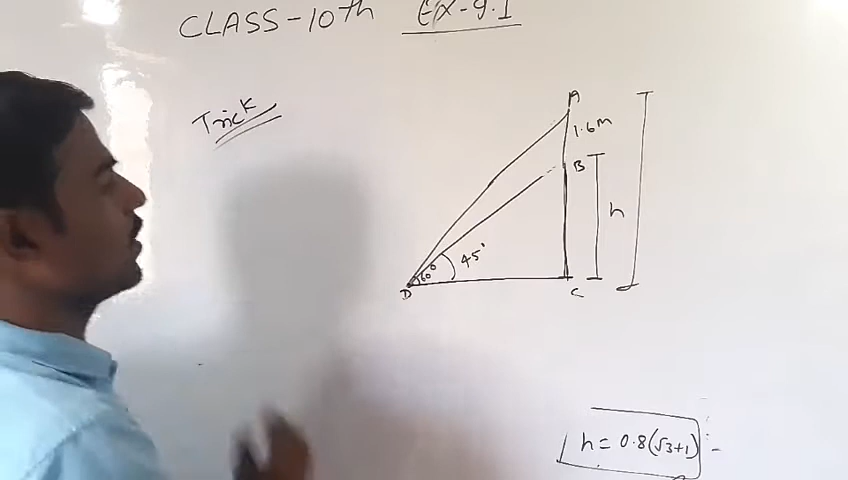 CLASS-10th EX-9.1
Trick
A
1.6m
B
h
45°
60°
D
C
h = 0.8(√3+1)